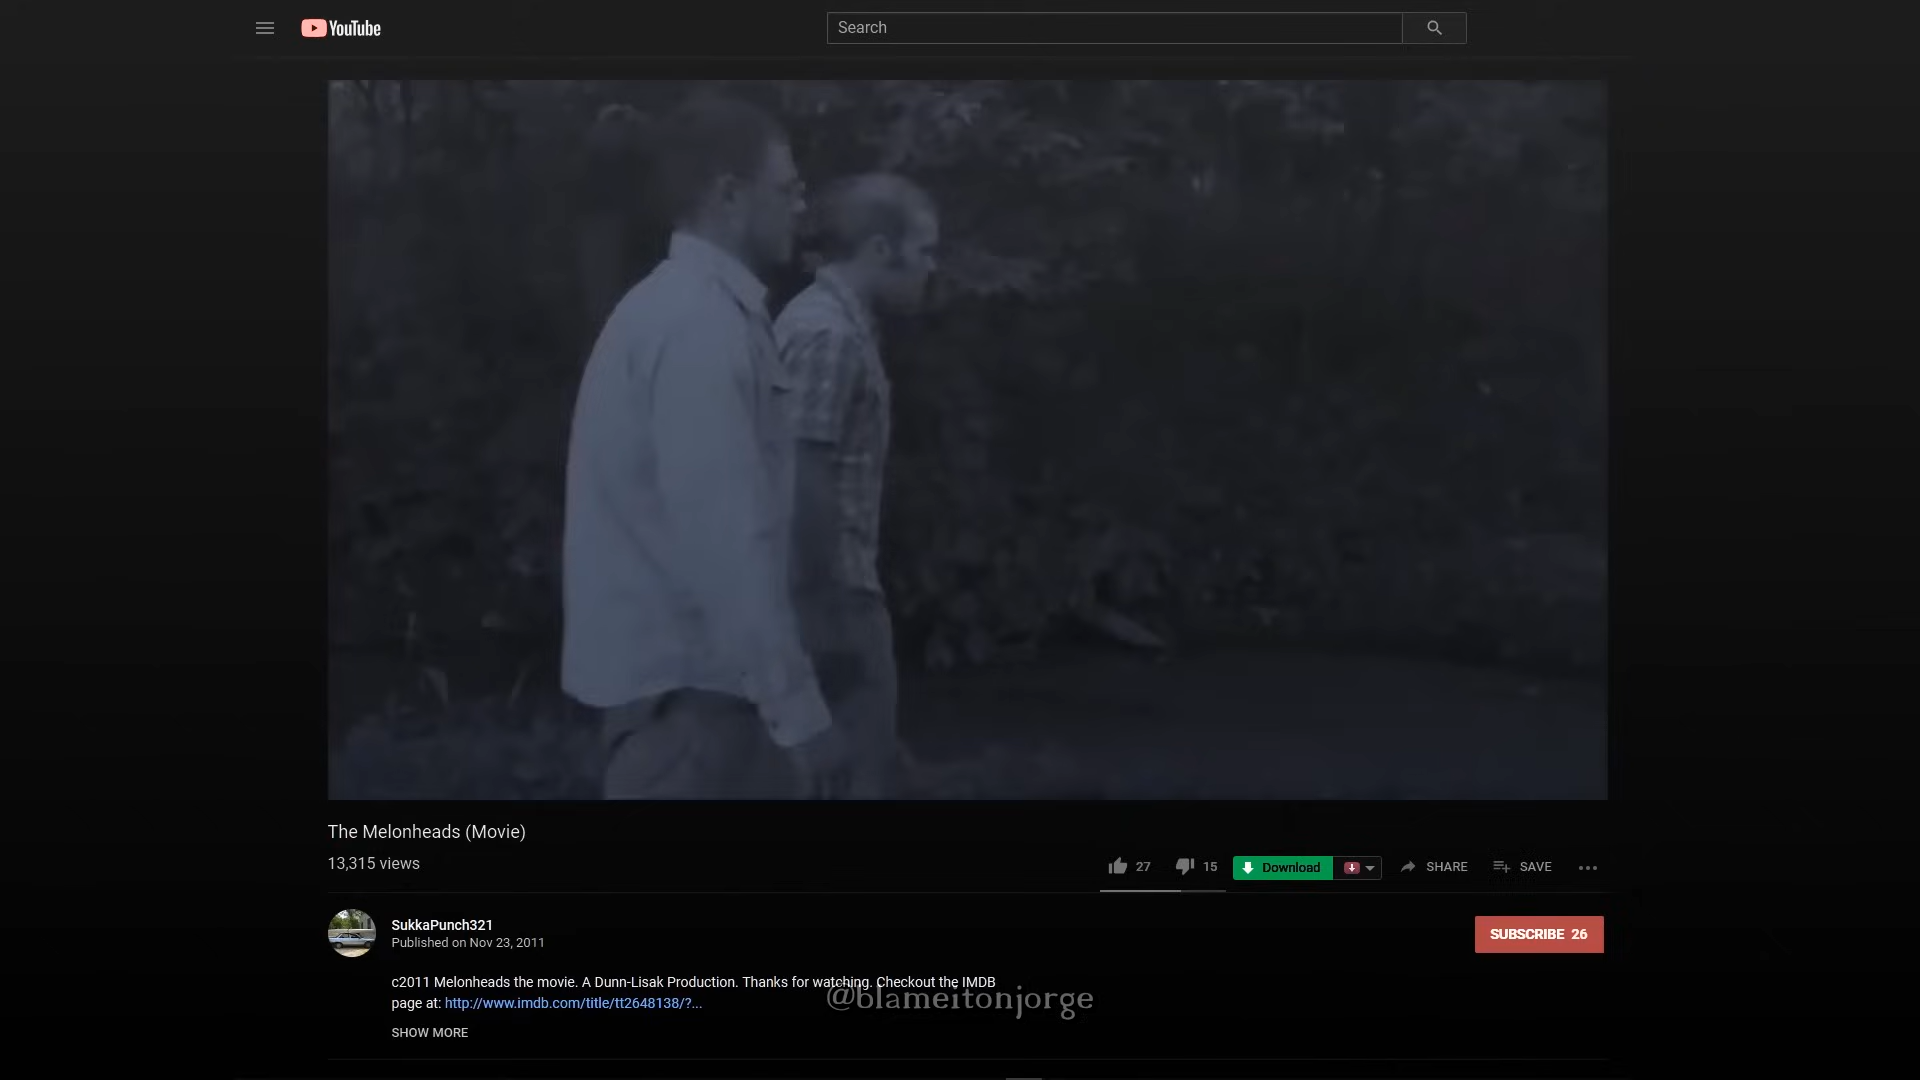 YouTube
Search
The Melonheads (Movie)
13,315 views
27
15
Download
SHARE
SAVE
SukkaPunch321
Published on Nov 23, 2011
SUBSCRIBE 26
c2011 Melonheads the movie. A Dunn-Lisak Production. Thanks for watching. Checkout the IMDB
page at: http://www.imdb.com/title/tt2648138/?...
@blameitonjorge
SHOW MORE